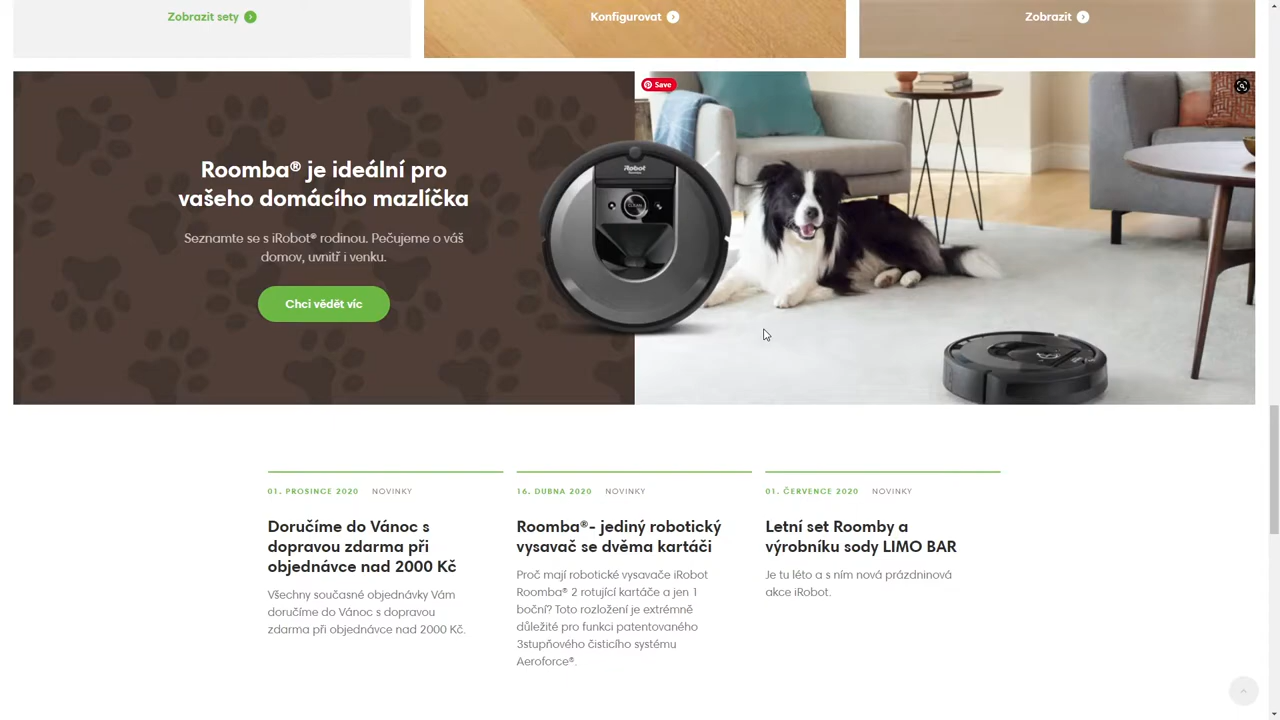 Zobrazit sety
Konfigurovat
Zobrazit
Save
Roomba® je ideální pro
vašeho domácího mazlíčka
Seznamte se s iRobot® rodinou. Pečujeme o váš
domov, uvnitř i venku.
Chci vědět víc
iRobot
CLEAN
01. PROSINCE 2020 NOVINKY
Doručíme do Vánoc s
dopravou zdarma při
objednávce nad 2000 Kč
Všechny současné objednávky Vám
doručíme do Vánoc s dopravou
zdarma při objednávce nad 2000 Kč.
16. DUBNA 2020 NOVINKY
Roomba®- jediný robotický
vysavač se dvěma kartáči
Proč mají robotické vysavače iRobot
Roomba® 2 rotující kartáče a jen 1
boční? Toto rozložení je extrémně
důležité pro funkci patentovaného
3stupňového čisticího systému
Aeroforce®.
01. ČERVENCE 2020 NOVINKY
Letní set Roomby a
výrobníku sody LIMO BAR
Je tu léto a s ním nová prázdninová
akce iRobot.